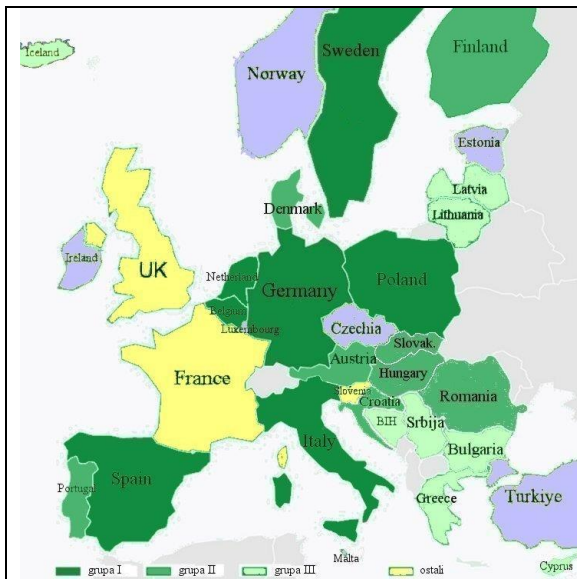 Iceland
Sweden
Finland
Norway
Estonia
Latvia
Lithuania
Denmark
Ireland
UK
Netherland
Belgium
Luxembourg
Germany
Poland
Czechia
Slovak.
Austria
Hungary
France
Slovenia
Croatia
Romania
BIH
Srbija
Italy
Bulgaria
Portugal
Spain
Greece
Turkiye
Malta
Cyprus
grupa I
grupa II
grupa III
ostali